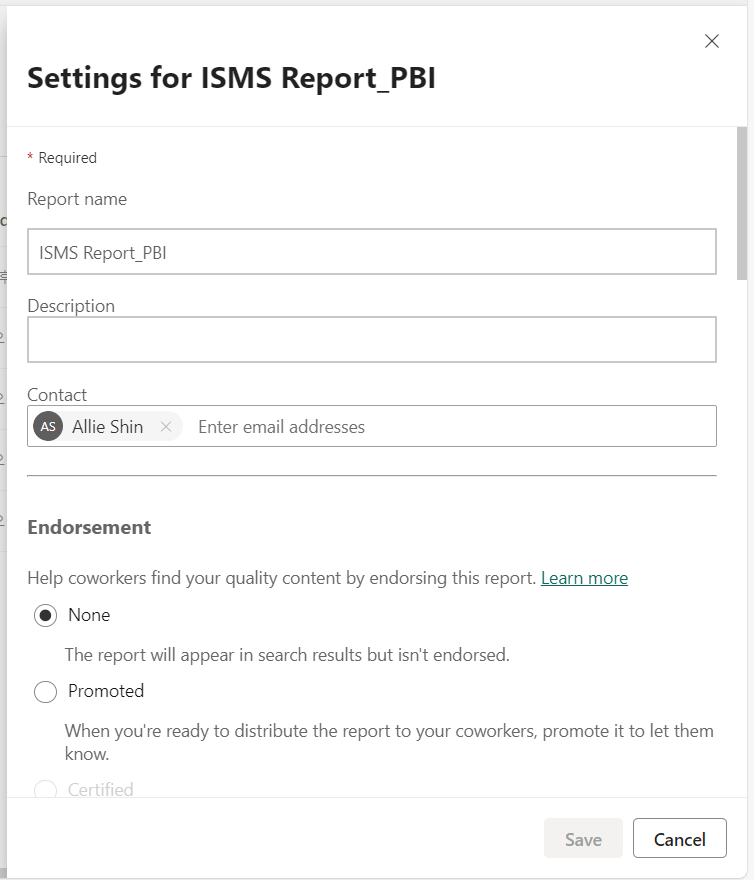 Settings for ISMS Report_PBI
* Required
Report name
ISMS Report_PBI
Description
Contact
AS Allie Shin Enter email addresses
Endorsement
Help coworkers find your quality content by endorsing this report. Learn more
None
The report will appear in search results but isn't endorsed.
Promoted
When you're ready to distribute the report to your coworkers, promote it to let them
know.
Certified
Save Cancel